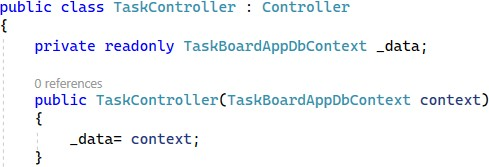 public class TaskController : Controller
{
    private readonly TaskBoardAppDbContext _data;
    0 references
    public TaskController(TaskBoardAppDbContext context)
    {
        _data= context;
    }